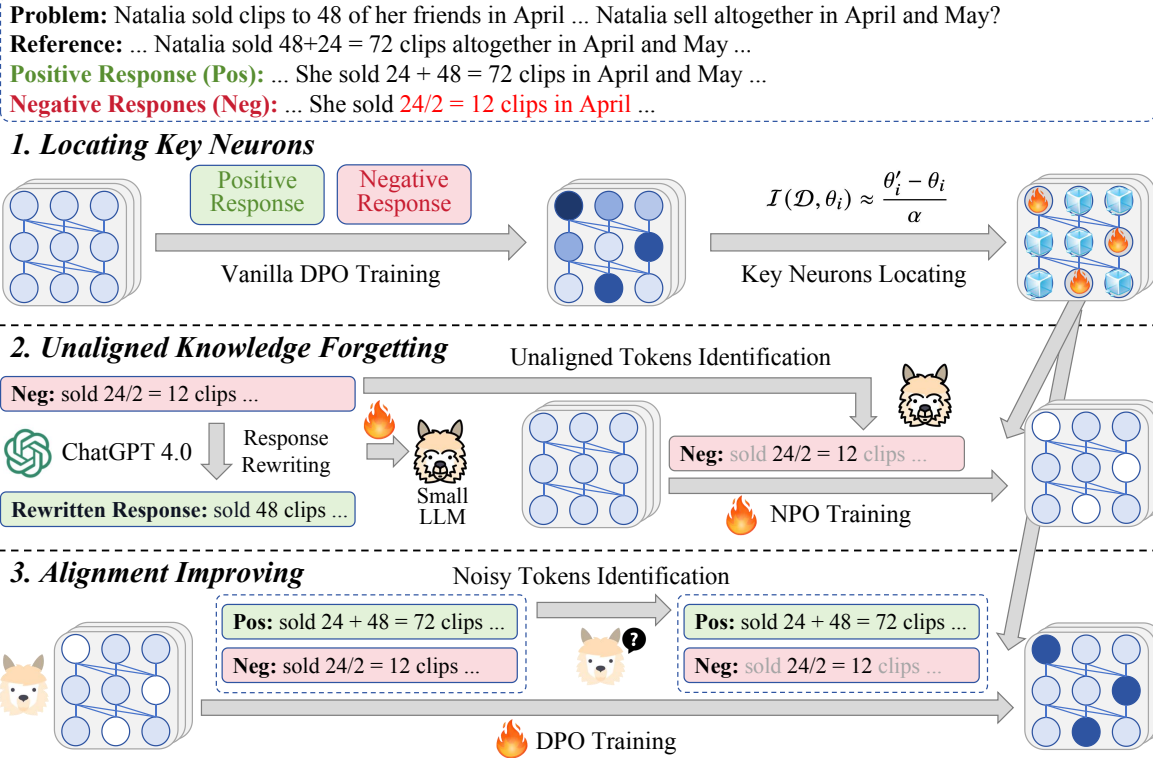 Problem: Natalia sold clips to 48 of her friends in April ... Natalia sell altogether in April and May?
Reference: ... Natalia sold 48+24 = 72 clips altogether in April and May ...
Positive Response (Pos): ... She sold 24 + 48 = 72 clips in April and May ...
Negative Respones (Neg): ... She sold 24/2 = 12 clips in April ...
1. Locating Key Neurons
Positive
Response
Negative
Response
Vanilla DPO Training
I(D, θi) ≈ (θ′i − θi) / α
Key Neurons Locating
2. Unaligned Knowledge Forgetting
Unaligned Tokens Identification
Neg: sold 24/2 = 12 clips ...
ChatGPT 4.0
Response
Rewriting
Small
LLM
Rewritten Response: sold 48 clips ...
Neg: sold 24/2 = 12 clips ...
NPO Training
3. Alignment Improving
Noisy Tokens Identification
Pos: sold 24 + 48 = 72 clips ...
Neg: sold 24/2 = 12 clips ...
?
Pos: sold 24 + 48 = 72 clips ...
Neg: sold 24/2 = 12 clips ...
DPO Training